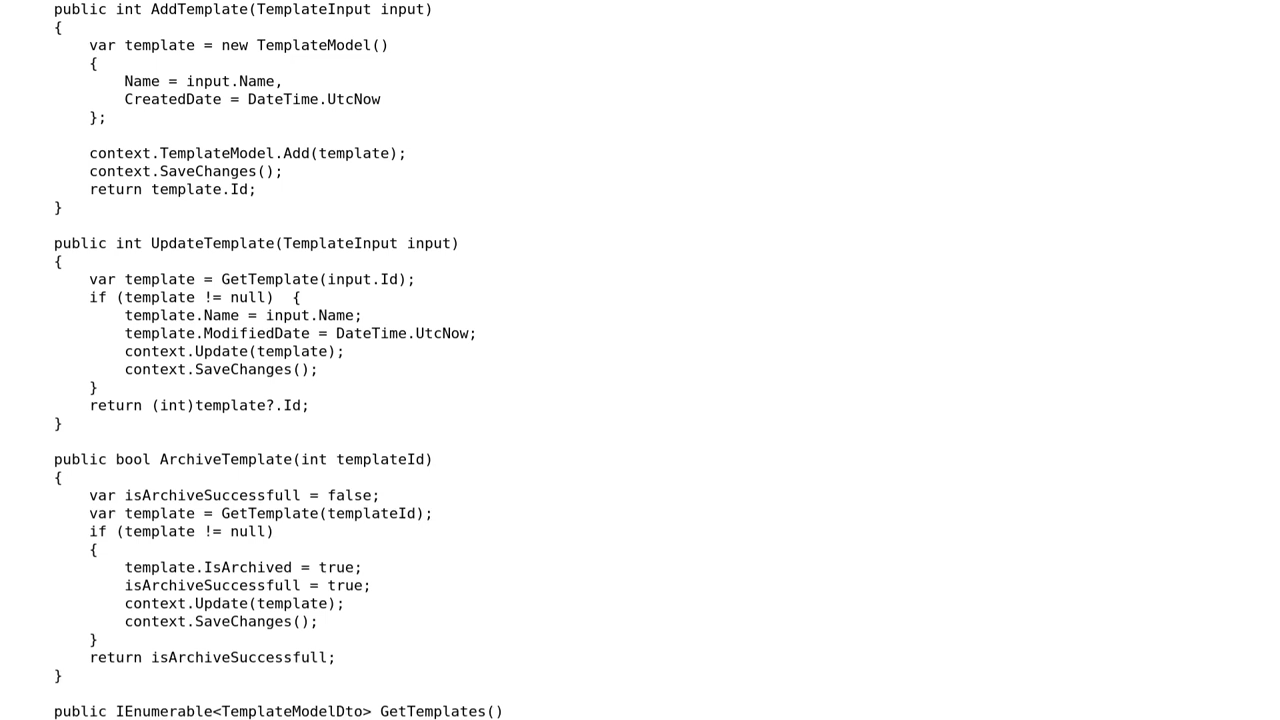 public int AddTemplate(TemplateInput input)
{
    var template = new TemplateModel()
    {
        Name = input.Name,
        CreatedDate = DateTime.UtcNow
    };

    context.TemplateModel.Add(template);
    context.SaveChanges();
    return template.Id;
}

public int UpdateTemplate(TemplateInput input)
{
    var template = GetTemplate(input.Id);
    if (template != null)  {
        template.Name = input.Name;
        template.ModifiedDate = DateTime.UtcNow;
        context.Update(template);
        context.SaveChanges();
    }
    return (int)template?.Id;
}

public bool ArchiveTemplate(int templateId)
{
    var isArchiveSuccessfull = false;
    var template = GetTemplate(templateId);
    if (template != null)
    {
        template.IsArchived = true;
        isArchiveSuccessfull = true;
        context.Update(template);
        context.SaveChanges();
    }
    return isArchiveSuccessfull;
}

public IEnumerable<TemplateModelDto> GetTemplates()